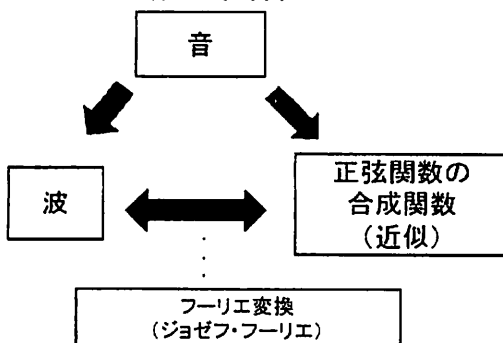 音
波
正弦関数の
合成関数
(近似)
フーリエ変換
(ジョゼフ・フーリエ)